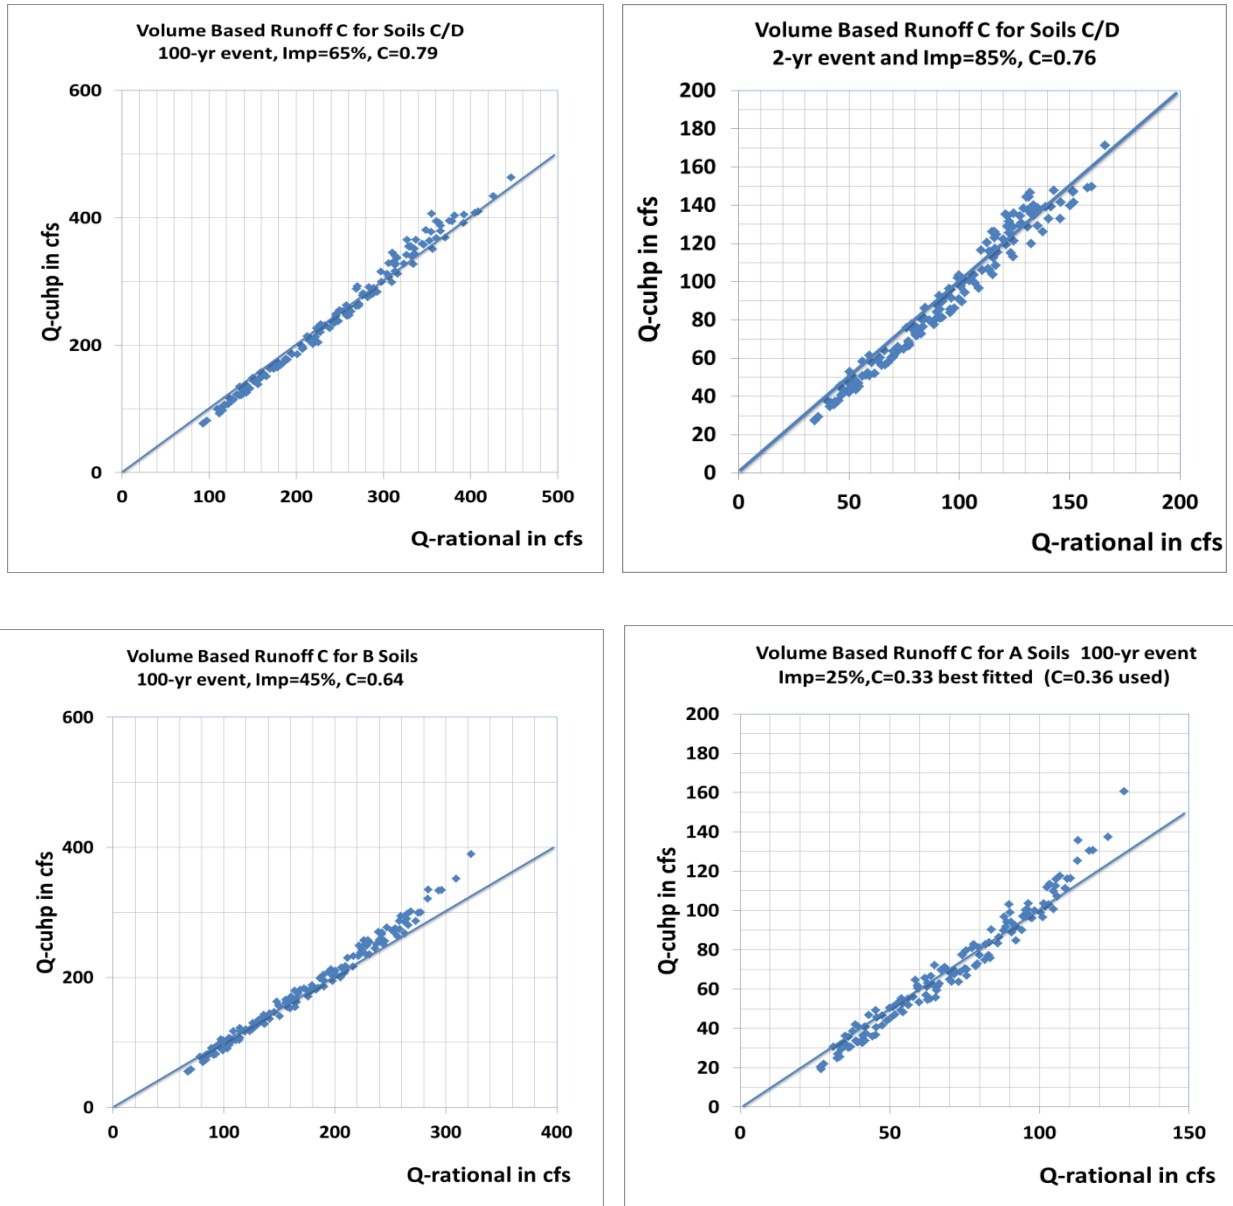 Volume Based Runoff C for Soils C/D
100-yr event, Imp=65%, C=0.79
600
400
200
0
0 100 200 300 400 500
Q-cuhp in cfs
Q-rational in cfs
Volume Based Runoff C for Soils C/D
2-yr event and Imp=85%, C=0.76
200
180
160
140
120
100
80
60
40
20
0
0 50 100 150 200
Q-cuhp in cfs
Q-rational in cfs
Volume Based Runoff C for B Soils
100-yr event, Imp=45%, C=0.64
600
400
200
0
0 100 200 300 400
Q-cuhp in cfs
Q-rational in cfs
Volume Based Runoff C for A Soils 100-yr event
Imp=25%,C=0.33 best fitted (C=0.36 used)
200
180
160
140
120
100
80
60
40
20
0
0 50 100 150
Q-cuhp in cfs
Q-rational in cfs